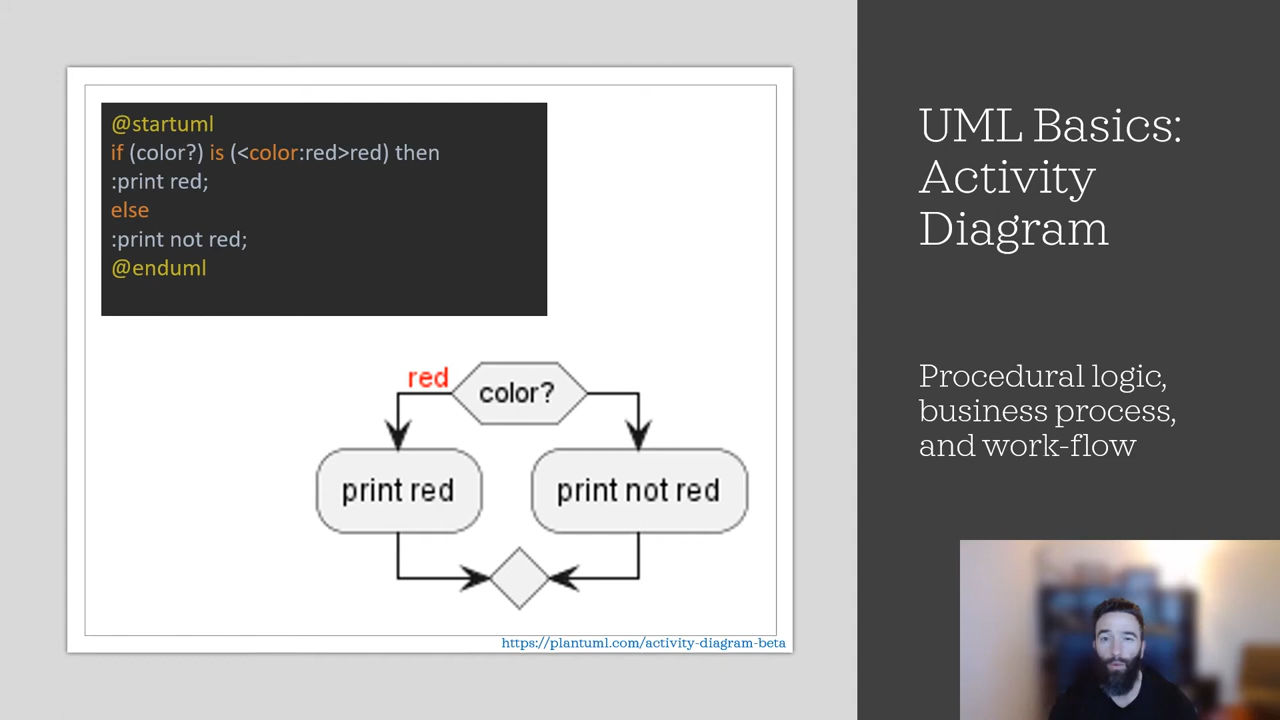 @startuml
if (color?) is (<color:red>red) then
:print red;
else
:print not red;
@enduml
red
color?
print red
print not red
https://plantuml.com/activity-diagram-beta
UML Basics:
Activity
Diagram
Procedural logic,
business process,
and work-flow